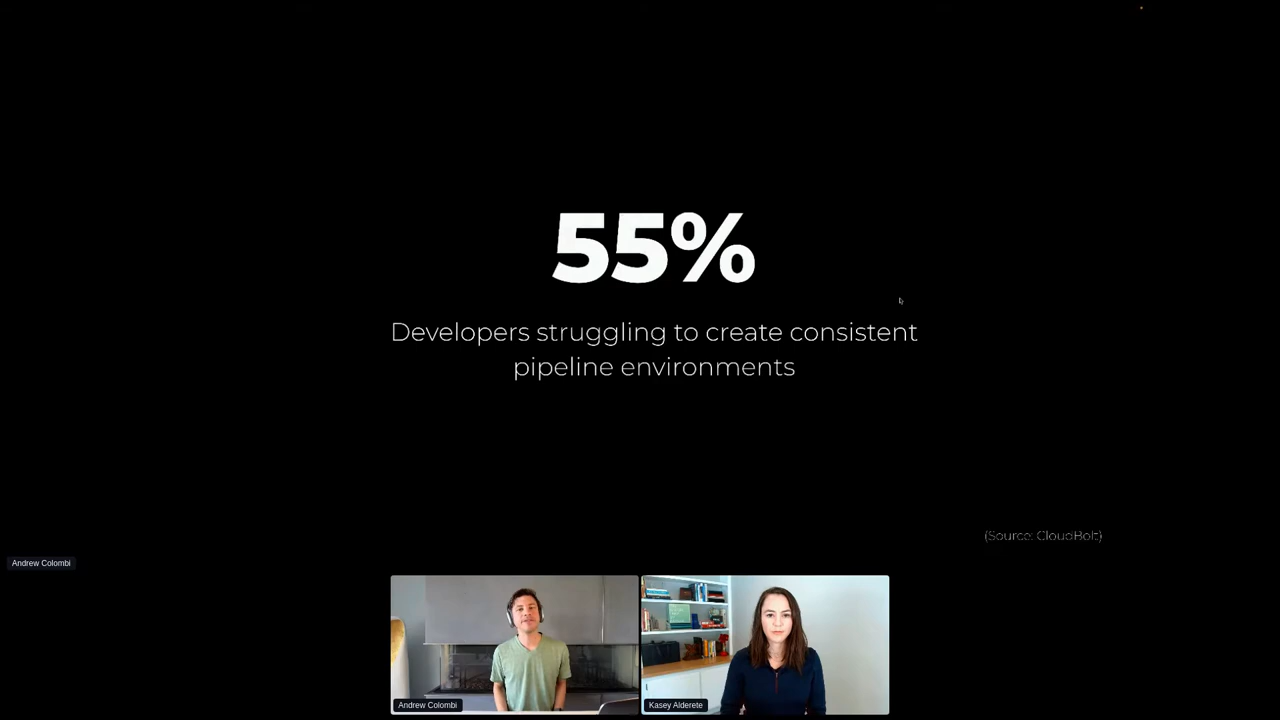 55%
Developers struggling to create consistent
pipeline environments
(Source: CloudBolt)
Andrew Colombi
Andrew Colombi
Kasey Alderete